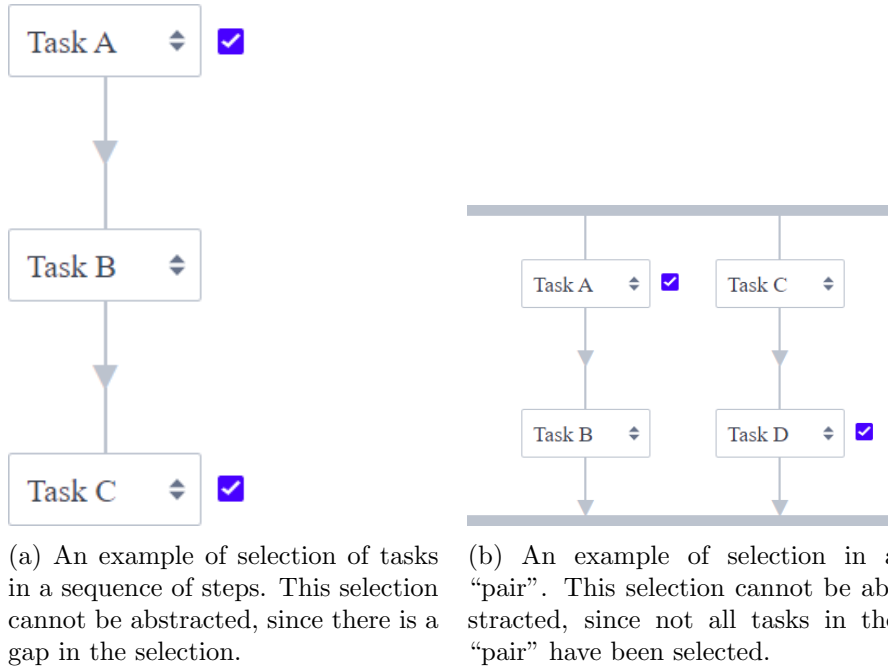 Task A
Task B
Task C
(a) An example of selection of tasks
in a sequence of steps. This selection
cannot be abstracted, since there is a
gap in the selection.
Task A
Task C
Task B
Task D
(b) An example of selection in a
“pair”. This selection cannot be ab
stracted, since not all tasks in the
“pair” have been selected.